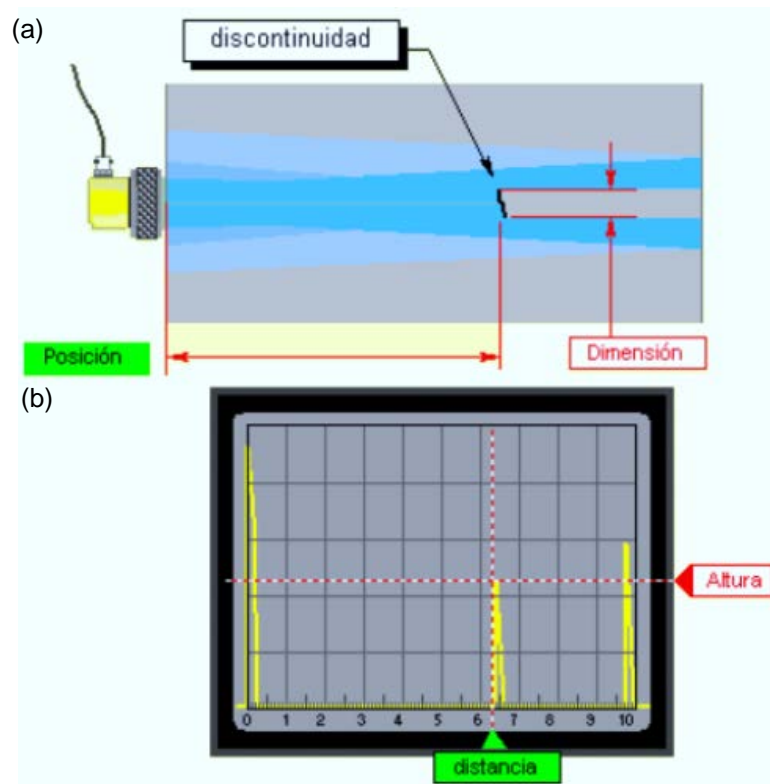 (a)
discontinuidad
Posición
Dimensión
(b)
Altura
0 1 2 3 4 5 6 7 8 9 10
distancia